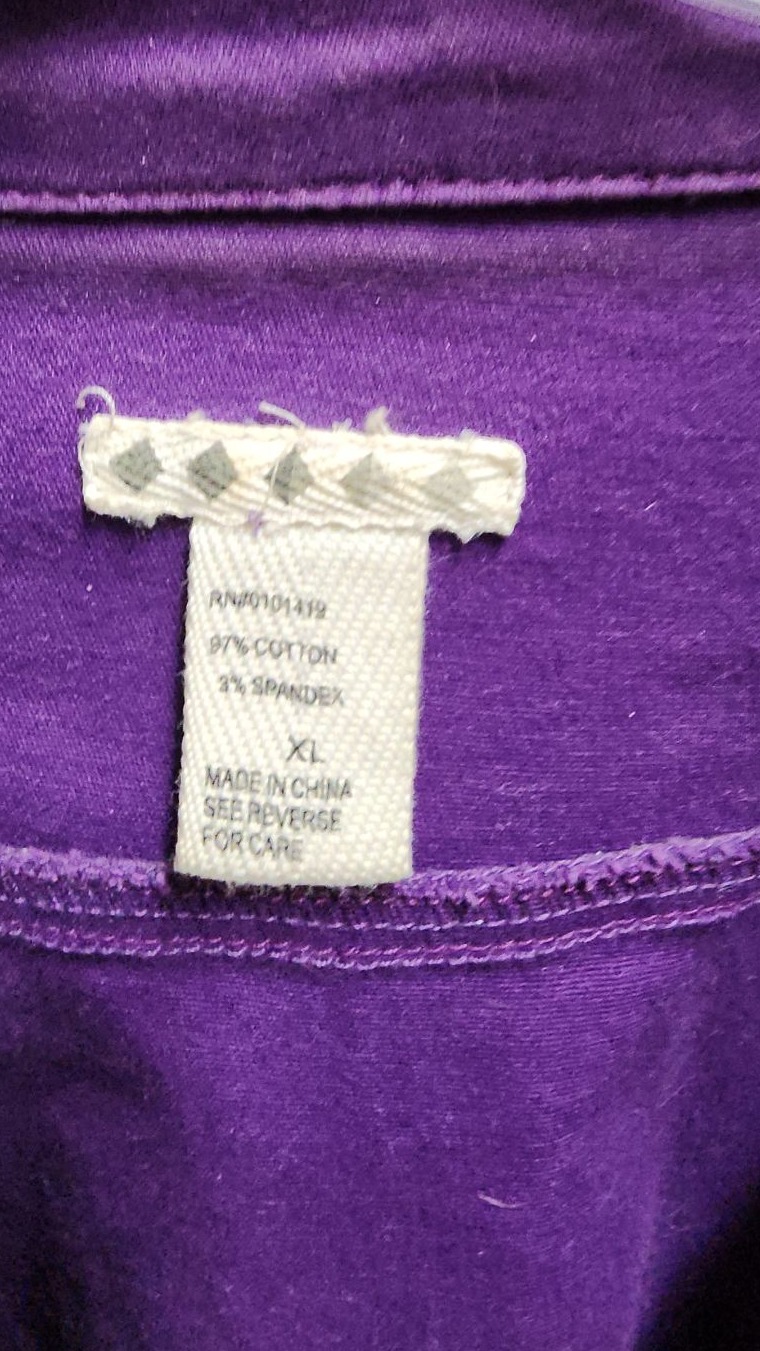 RN#0101419
97% COTTON
3% SPANDEX
XL
MADE IN CHINA
SEE REVERSE
FOR CARE